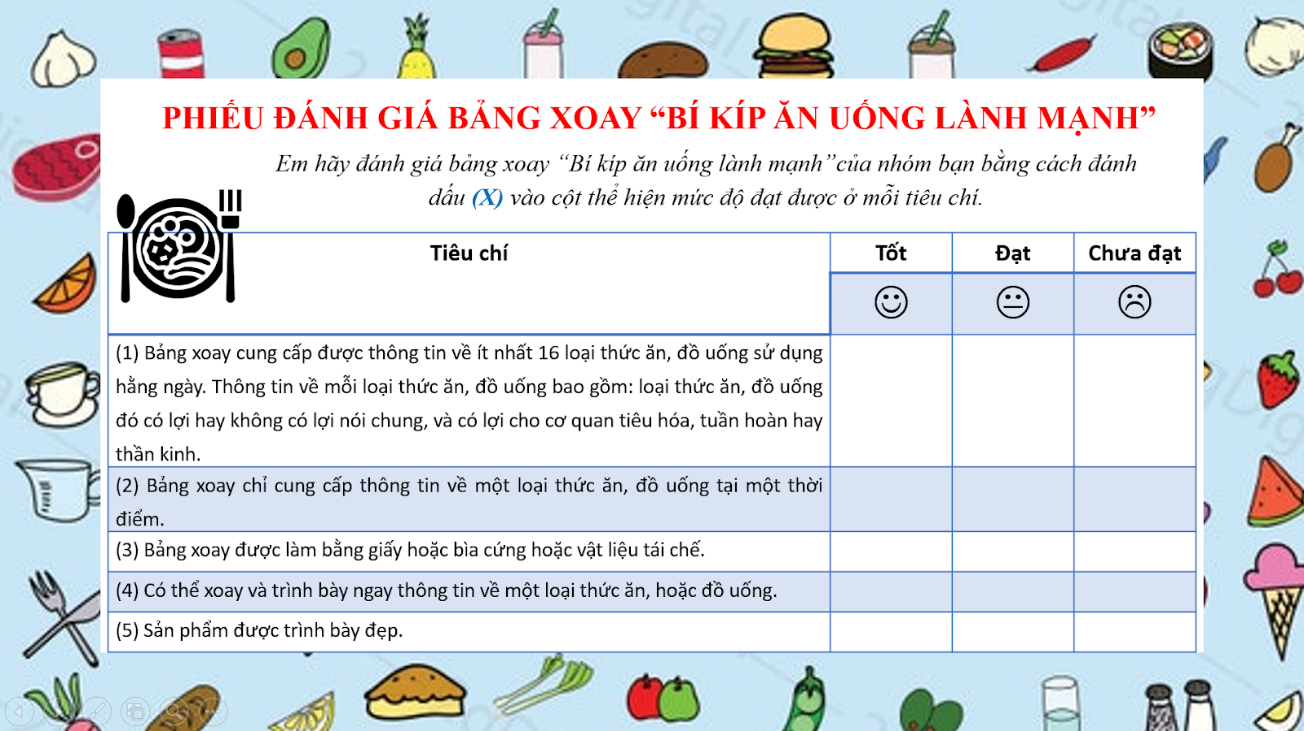 PHIẾU ĐÁNH GIÁ BẢNG XOAY “BÍ KÍP ĂN UỐNG LÀNH MẠNH”
Em hãy đánh giá bảng xoay “Bí kíp ăn uống lành mạnh”của nhóm bạn bằng cách đánh
dấu (X) vào cột thể hiện mức độ đạt được ở mỗi tiêu chí.
Tiêu chí Tốt Đạt Chưa đạt
(1) Bảng xoay cung cấp được thông tin về ít nhất 16 loại thức ăn, đồ uống sử dụng
hằng ngày. Thông tin về mỗi loại thức ăn, đồ uống bao gồm: loại thức ăn, đồ uống
đó có lợi hay không có lợi nói chung, và có lợi cho cơ quan tiêu hóa, tuần hoàn hay
thần kinh.
(2) Bảng xoay chỉ cung cấp thông tin về một loại thức ăn, đồ uống tại một thời
điểm.
(3) Bảng xoay được làm bằng giấy hoặc bìa cứng hoặc vật liệu tái chế.
(4) Có thể xoay và trình bày ngay thông tin về một loại thức ăn, hoặc đồ uống.
(5) Sản phẩm được trình bày đẹp.